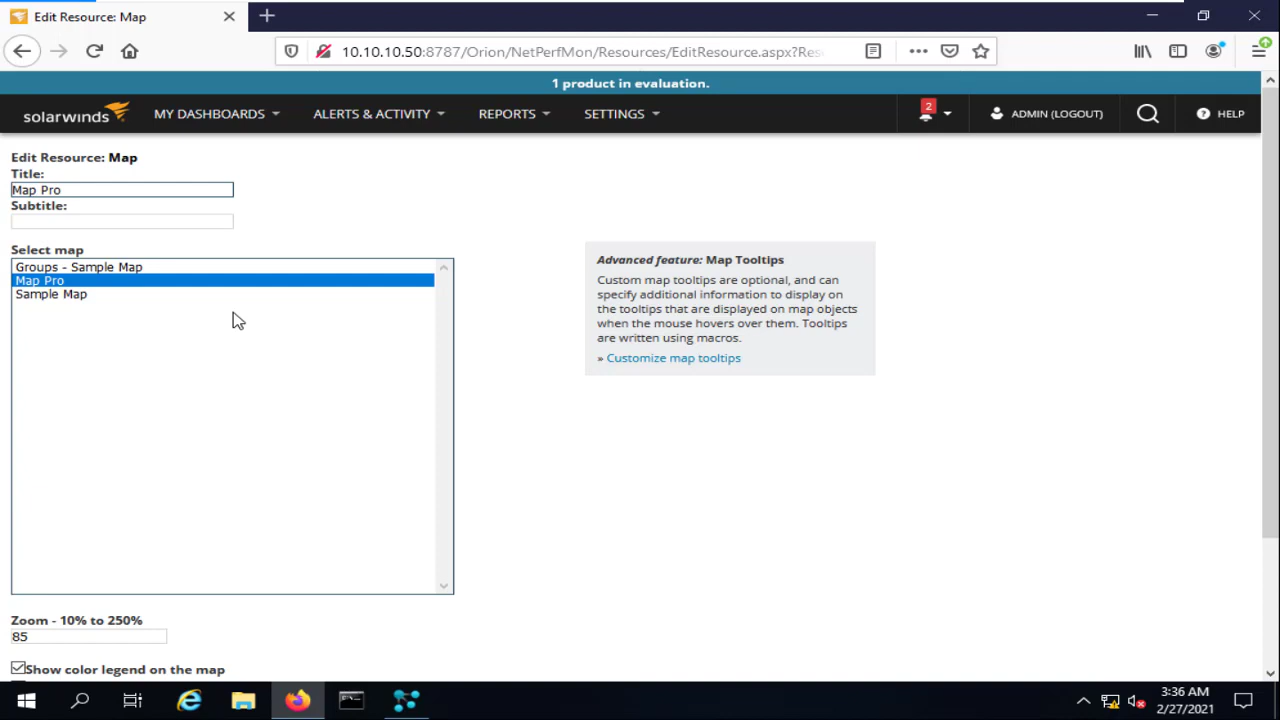 Edit Resource: Map
10.10.10.50:8787/Orion/NetPerfMon/Resources/EditResource.aspx?Res
1 product in evaluation.
solarwinds MY DASHBOARDS ALERTS & ACTIVITY REPORTS SETTINGS 2 ADMIN (LOGOUT) ? HELP
Edit Resource: Map
Title:
Map Pro
Subtitle:
Select map
Groups - Sample Map
Map Pro
Sample Map
Advanced feature: Map Tooltips
Custom map tooltips are optional, and can
specify additional information to display on
the tooltips that are displayed on map objects
when the mouse hovers over them. Tooltips
are written using macros.
» Customize map tooltips
Zoom - 10% to 250%
85
Show color legend on the map
3:36 AM
2/27/2021